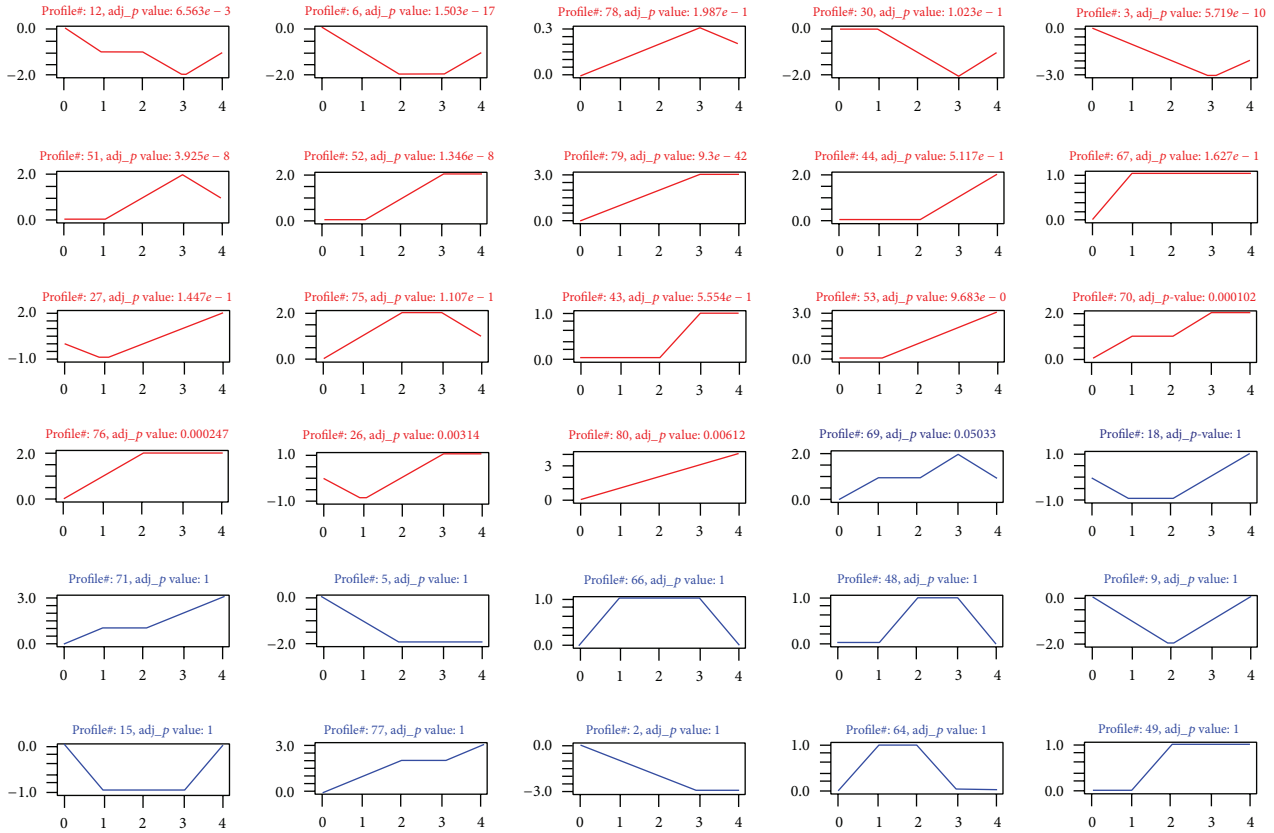 Profile#: 12, adj_p value: 6.563e − 3
0.0
−2.0
0 1 2 3 4
Profile#: 6, adj_p value: 1.503e − 17
0.0
−2.0
0 1 2 3 4
Profile#: 78, adj_p value: 1.987e − 1
0.3
0.0
0 1 2 3 4
Profile#: 30, adj_p value: 1.023e − 1
0.0
−2.0
0 1 2 3 4
Profile#: 3, adj_p value: 5.719e − 10
0.0
−3.0
0 1 2 3 4
Profile#: 51, adj_p value: 3.925e − 8
2.0
0.0
0 1 2 3 4
Profile#: 52, adj_p value: 1.346e − 8
2.0
0.0
0 1 2 3 4
Profile#: 79, adj_p value: 9.3e − 42
3.0
0.0
0 1 2 3 4
Profile#: 44, adj_p value: 5.117e − 1
2.0
0.0
0 1 2 3 4
Profile#: 67, adj_p value: 1.627e − 1
1.0
0.0
0 1 2 3 4
Profile#: 27, adj_p value: 1.447e − 1
2.0
−1.0
0 1 2 3 4
Profile#: 75, adj_p value: 1.107e − 1
2.0
0.0
0 1 2 3 4
Profile#: 43, adj_p value: 5.554e − 1
1.0
0.0
0 1 2 3 4
Profile#: 53, adj_p value: 9.683e − 0
3.0
0.0
0 1 2 3 4
Profile#: 70, adj_p-value: 0.000102
2.0
0.0
0 1 2 3 4
Profile#: 76, adj_p value: 0.000247
2.0
0.0
0 1 2 3 4
Profile#: 26, adj_p value: 0.00314
1.0
−1.0
0 1 2 3 4
Profile#: 80, adj_p value: 0.00612
3
0
0 1 2 3 4
Profile#: 69, adj_p value: 0.05033
2.0
0.0
0 1 2 3 4
Profile#: 18, adj_p-value: 1
1.0
−1.0
0 1 2 3 4
Profile#: 71, adj_p value: 1
3.0
0.0
0 1 2 3 4
Profile#: 5, adj_p value: 1
0.0
−2.0
0 1 2 3 4
Profile#: 66, adj_p value: 1
1.0
0.0
0 1 2 3 4
Profile#: 48, adj_p value: 1
1.0
0.0
0 1 2 3 4
Profile#: 9, adj_p value: 1
0.0
−2.0
0 1 2 3 4
Profile#: 15, adj_p value: 1
0.0
−1.0
0 1 2 3 4
Profile#: 77, adj_p value: 1
3.0
0.0
0 1 2 3 4
Profile#: 2, adj_p value: 1
0.0
−3.0
0 1 2 3 4
Profile#: 64, adj_p value: 1
1.0
0.0
0 1 2 3 4
Profile#: 49, adj_p value: 1
1.0
0.0
0 1 2 3 4